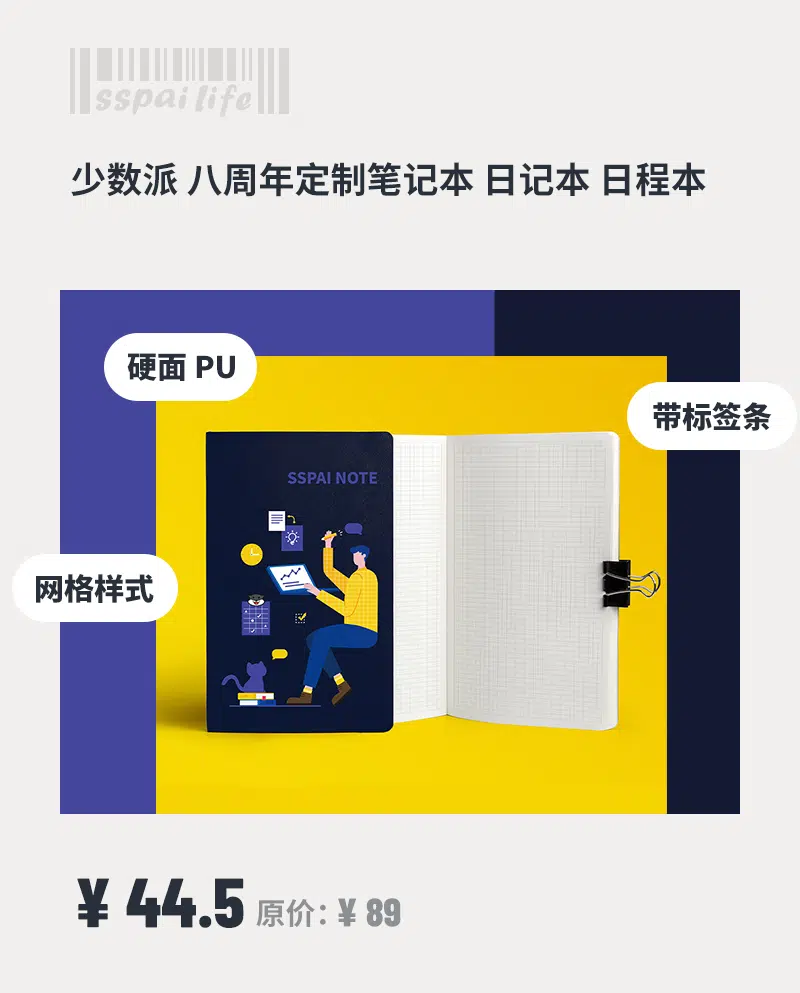 sspai life
少数派 八周年定制笔记本 日记本 日程本
硬面 PU
带标签条
SSPAI NOTE
网格样式
¥ 44.5 原价：¥ 89